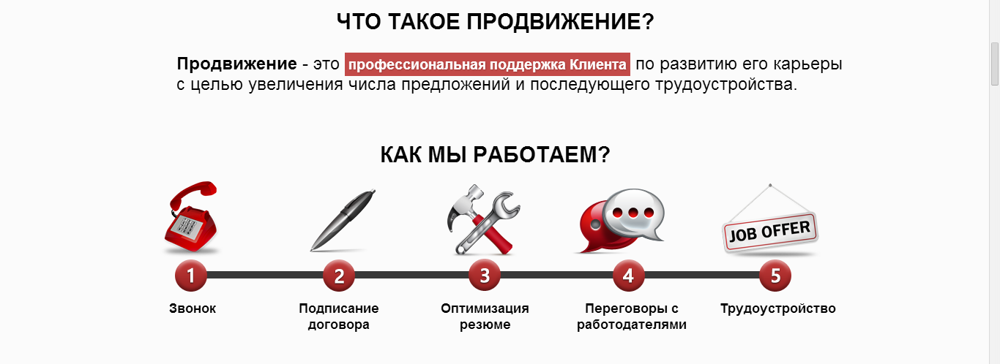 ЧТО ТАКОЕ ПРОДВИЖЕНИЕ?
Продвижение - это профессиональная поддержка Клиента по развитию его карьеры
с целью увеличения числа предложений и последующего трудоустройства.
КАК МЫ РАБОТАЕМ?
JOB OFFER
1 2 3 4 5
Звонок Подписание Оптимизация Переговоры с Трудоустройство
договора резюме работодателями